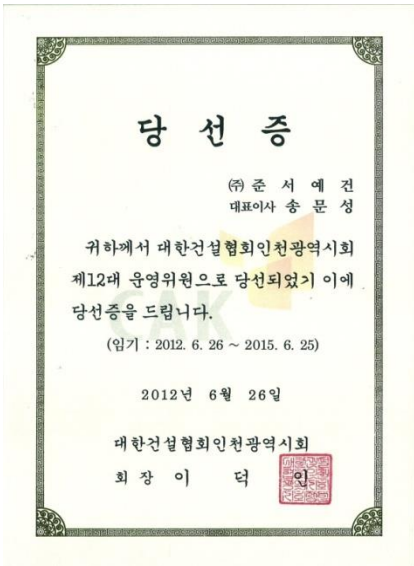 당선증
(주) 준서예건
대표이사 송문성
귀하께서 대한건설협회인천광역시회
제12대 운영위원으로 당선되었기 이에
당선증을 드립니다.
CAK
(임기 : 2012. 6. 26 ~ 2015. 6. 25)
2012년 6월 26일
대한건설협회인천광역시회
회장 이덕인